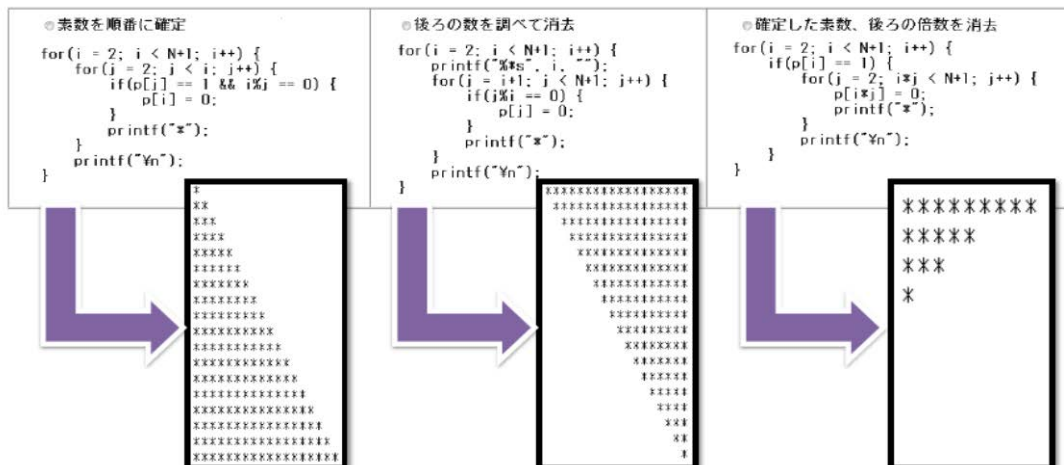 ◎素数を順番に確定
for(i = 2; i < N+1; i++) {
    for(j = 2; j < i; j++) {
        if(p[j] == 1 && i%j == 0) {
            p[i] = 0;
        }
        printf("*");
    }
    printf("¥n");
}
*
**
***
****
*****
******
*******
********
*********
**********
***********
************
*************
**************
***************
****************
*****************
******************
◎後ろの数を調べて消去
for(i = 2; i < N+1; i++) {
    printf("%*s", i, "");
    for(j = i+1; j < N+1; j++) {
        if(j%i == 0) {
            p[j] = 0;
        }
        printf("*");
    }
    printf("¥n");
}
******************
 *****************
  ****************
   ***************
    **************
     *************
      ************
       ***********
        **********
         *********
          ********
           *******
            ******
             *****
              ****
               ***
                **
                 *
◎確定した素数、後ろの倍数を消去
for(i = 2; i < N+1; i++) {
    if(p[i] == 1) {
        for(j = 2; i*j < N+1; j++) {
            p[i*j] = 0;
            printf("*");
        }
        printf("¥n");
    }
}
*********
*****
***
*